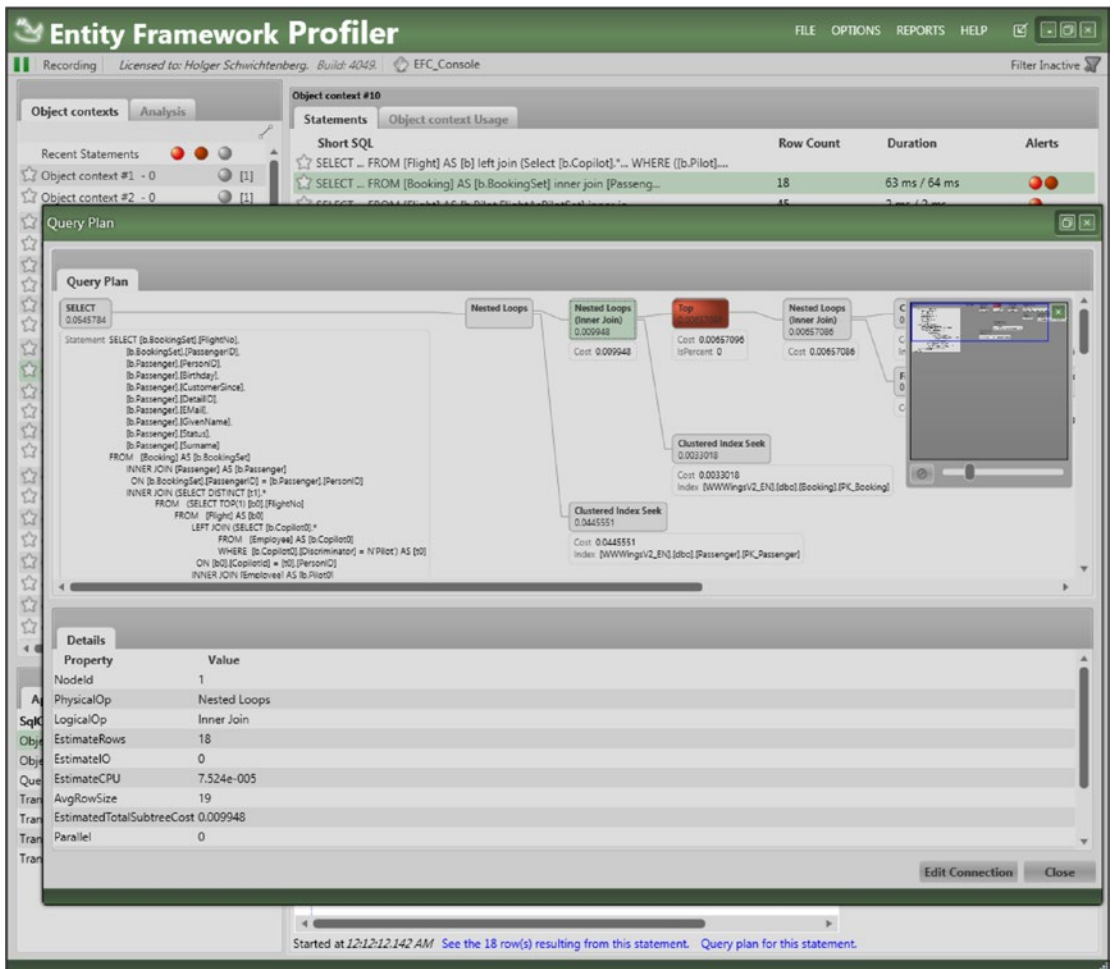 Entity Framework Profiler
FILE OPTIONS REPORTS HELP
Recording Licensed to: Holger Schwichtenberg. Build: 4049. EFC_Console Filter Inactive
Object contexts Analysis
Recent Statements
Object context #1 - 0 [1]
Object context #2 - 0 [1]
Object context #10
Statements Object context Usage
Short SQL Row Count Duration Alerts
SELECT ... FROM [Flight] AS [b] left join (Select [b.Copilot].*... WHERE ([b.Pilot]....
SELECT ... FROM [Booking] AS [b.BookingSet] inner join [Passeng... 18 63 ms / 64 ms
Query Plan
Query Plan
SELECT
0.0545784
Statement SELECT [b.BookingSet].[FlightNo],
[b.BookingSet].[PassengerID],
[b.Passenger].[PersonID],
[b.Passenger].[Birthday],
[b.Passenger].[CustomerSince],
[b.Passenger].[DetailID],
[b.Passenger].[EMail],
[b.Passenger].[GivenName],
[b.Passenger].[Status],
[b.Passenger].[Surname]
FROM [Booking] AS [b.BookingSet]
INNER JOIN [Passenger] AS [b.Passenger]
ON [b.BookingSet].[PassengerID] = [b.Passenger].[PersonID]
INNER JOIN (SELECT DISTINCT [t1].*
FROM (SELECT TOP(1) [b0].[FlightNo]
FROM [Flight] AS [b0]
LEFT JOIN (SELECT [b.Copilot0].*
FROM [Employee] AS [b.Copilot0]
WHERE [b.Copilot0].[Discriminator] = N'Pilot') AS [t0]
ON [b0].[CopilotId] = [t0].[PersonID]
INNER JOIN [Employee] AS [b.Pilot0]
Nested Loops
Nested Loops
(Inner Join)
0.009948
Cost 0.009948
Top
Cost 0.00657096
IsPercent 0
Nested Loops
(Inner Join)
0.00657086
Cost 0.00657086
Clustered Index Seek
0.0033018
Cost 0.0033018
Index [WWWingsV2_EN].[dbo].[Booking].[PK_Booking]
Clustered Index Seek
0.0445551
Cost 0.0445551
Index [WWWingsV2_EN].[dbo].[Passenger].[PK_Passenger]
Details
Property Value
NodeId 1
PhysicalOp Nested Loops
LogicalOp Inner Join
EstimateRows 18
EstimateIO 0
EstimateCPU 7.524e-005
AvgRowSize 19
EstimatedTotalSubtreeCost 0.009948
Parallel 0
Edit Connection Close
Started at 12:12:12.142 AM See the 18 row(s) resulting from this statement. Query plan for this statement.